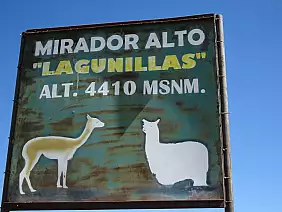 MIRADOR ALTO
"LAGUNILLAS"
ALT. 4410 MSNM.